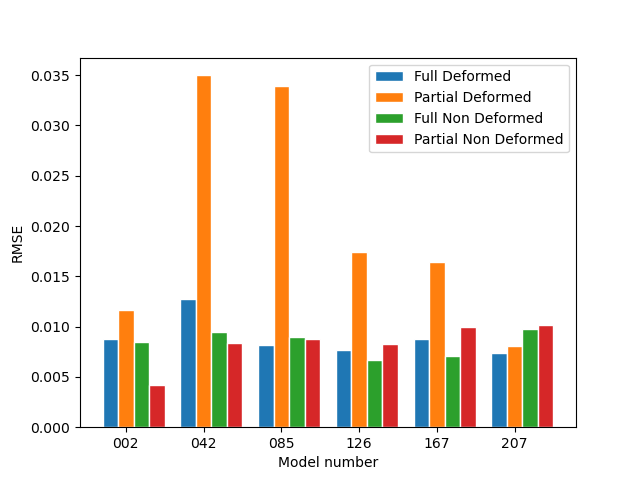 0.035
0.030
0.025
0.020
0.015
0.010
0.005
0.000
RMSE
Full Deformed
Partial Deformed
Full Non Deformed
Partial Non Deformed
002 042 085 126 167 207
Model number